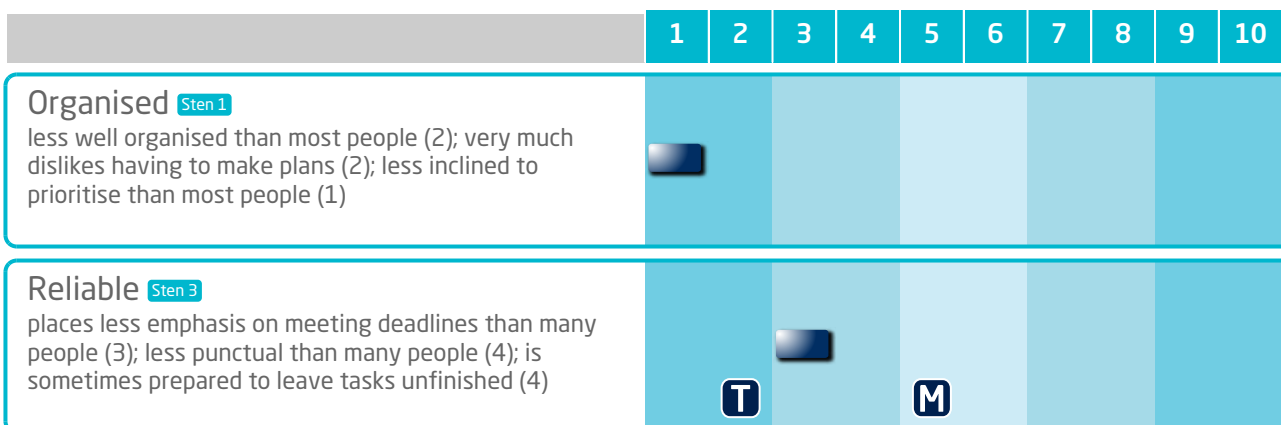 1 2 3 4 5 6 7 8 9 10
Organised Sten 1
less well organised than most people (2); very much
dislikes having to make plans (2); less inclined to
prioritise than most people (1)
Reliable Sten 3
places less emphasis on meeting deadlines than many
people (3); less punctual than many people (4); is
sometimes prepared to leave tasks unfinished (4)
T M